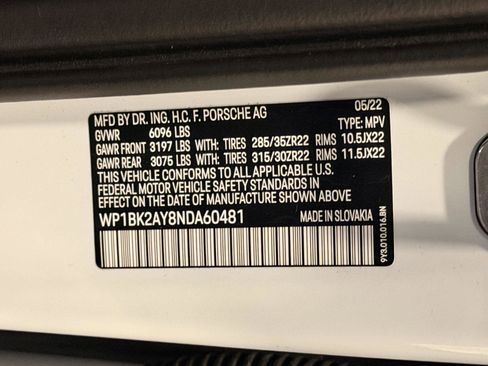 MFD BY DR. ING. H.C. F. PORSCHE AG 05/22
GVWR 6096 LBS TYPE: MPV
GAWR FRONT 3197 LBS WITH TIRES 285/35ZR22 RIMS 10.5JX22
GAWR REAR 3075 LBS WITH TIRES 315/30ZR22 RIMS 11.5JX22
THIS VEHICLE CONFORMS TO ALL APPLICABLE U.S.
FEDERAL MOTOR VEHICLE SAFETY STANDARDS IN
EFFECT ON THE DATE OF MANUFACTURE SHOWN ABOVE
WP1BK2AY8NDA60481 MADE IN SLOVAKIA
9Y3.010.016.BN